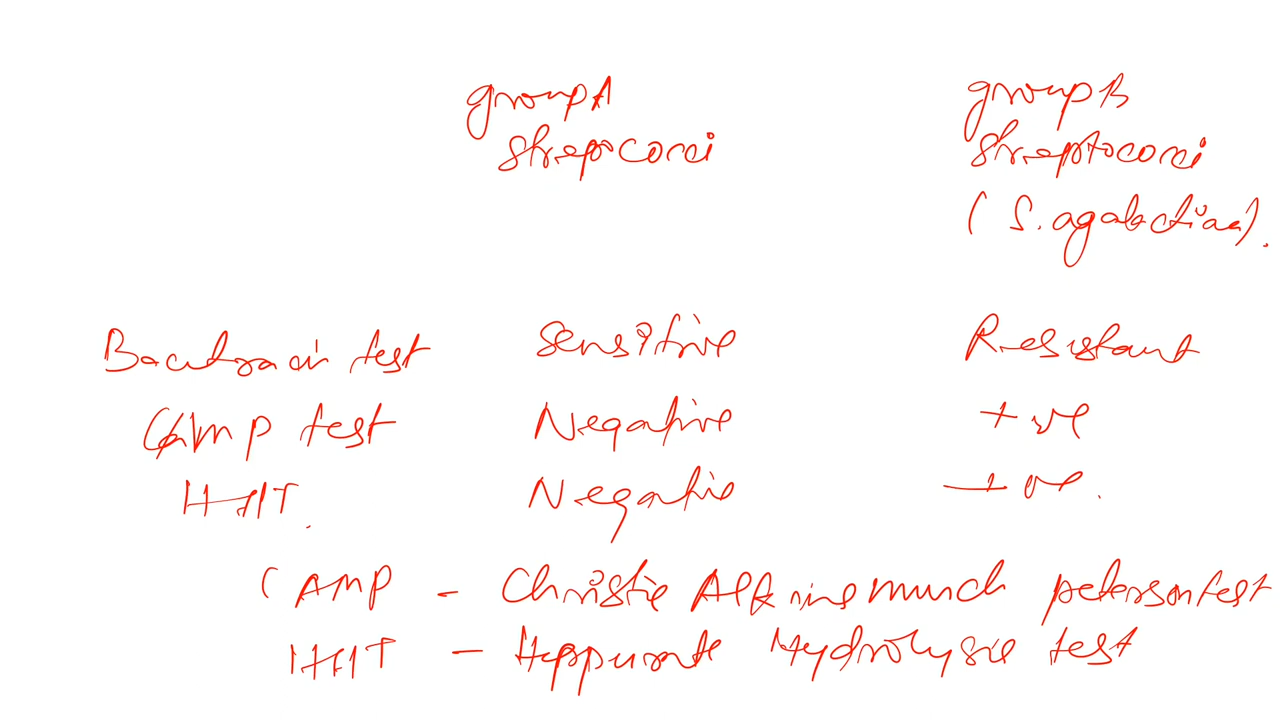 group A group B
strepococci streptococci
(S. agalactiae).
Bacitracin test Sensitive Resistant
CAMP test Negative +ve
HHT. Negative +ve.
CAMP - Christie Atkins munch peterson test
HHT - Hippurate Hydrolysis test